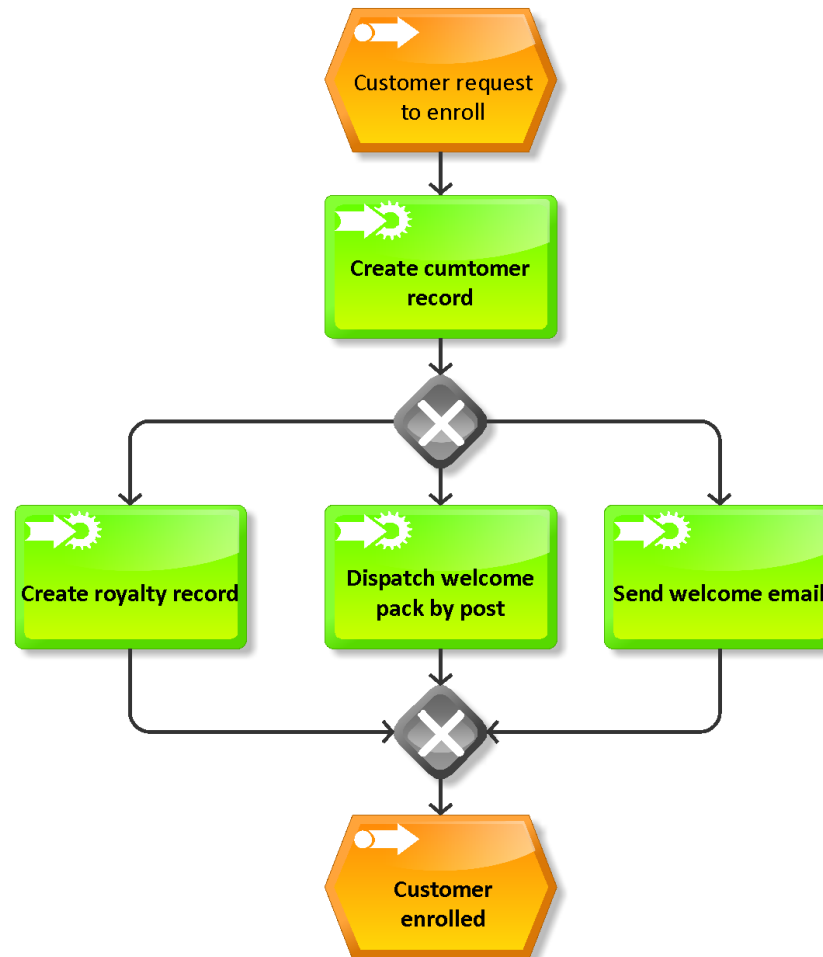 Customer request
to enroll
Create cumtomer
record
Create royalty record
Dispatch welcome
pack by post
Send welcome email
Customer
enrolled